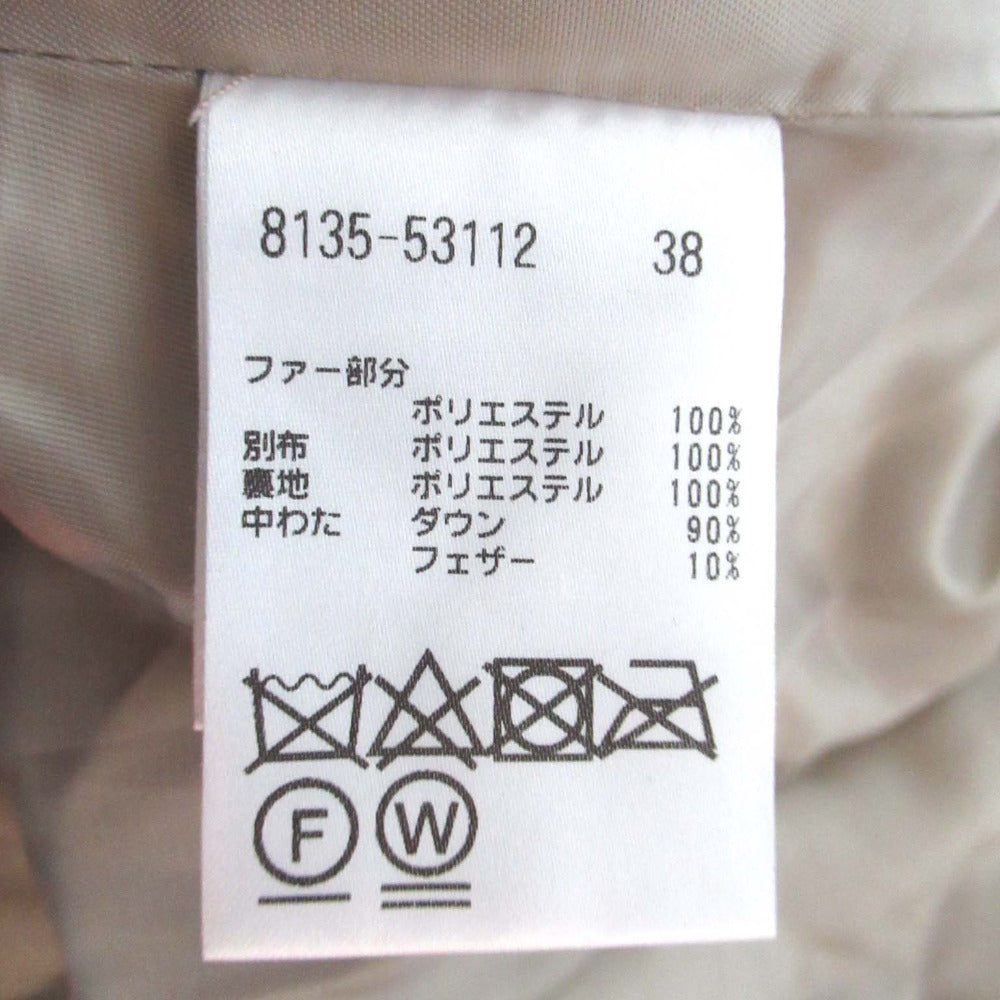 8135-53112 38
ファー部分
ポリエステル 100%
別布 ポリエステル 100%
裏地 ポリエステル 100%
中わた ダウン 90%
フェザー 10%
F W